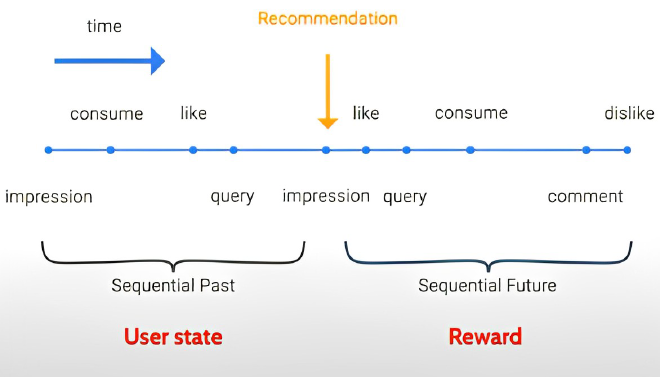 Recommendation
time
consume like like consume dislike
impression query impression query comment
Sequential Past Sequential Future
User state Reward